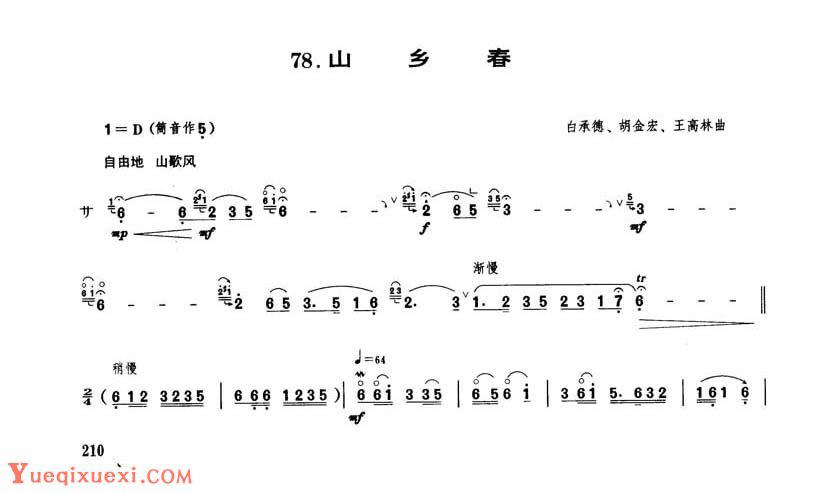 78.山 乡 春
1=D(筒音作5)
白承德、胡金宏、王高林曲
自由地 山歌风
サ 6 - - 6 2 3 5 6 - - - 2 6 5 3 - - - 3 - - -
mp mf f mf
渐慢
tr
6 - - - 2 - - - 6 5 3. 5 1 6 2. 3 1. 2 3 5 2 3 1 7 6 - - -
稍慢
♩=64
2/4 ( 6 1 2 3 2 3 5 | 6 6 6 1 2 3 5 ) | 6 6 i 3 3 5 | 6 5 6 i | 3 6 i 5. 6 3 2 | 1 6 1 6 |
mf
210
Yueqixuexi.com